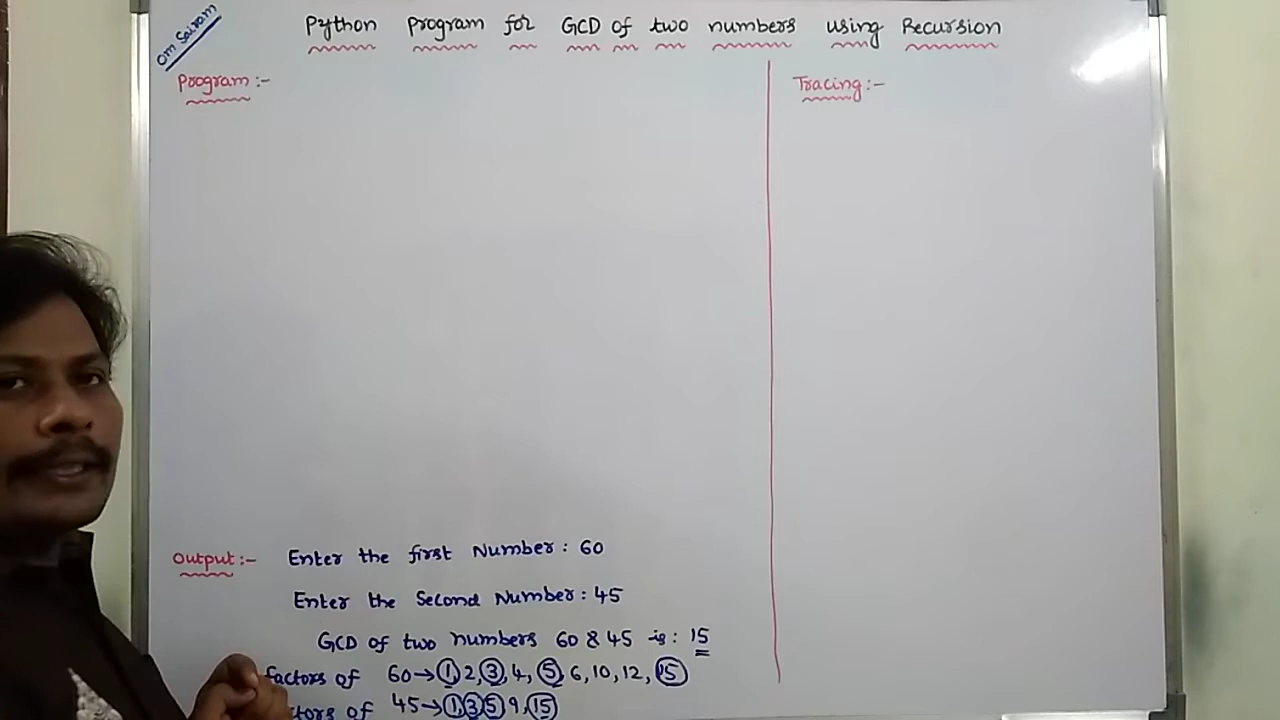 Om Sairam
Python program for GCD of two numbers using Recursion
Program:-
Tracing:-
Output:- Enter the first Number: 60
Enter the Second Number: 45
GCD of two numbers 60 & 45 is: 15
factors of 60→1 2, 3, 4, 5, 6, 10, 12, 15
of 45→1 3 5 9, 15